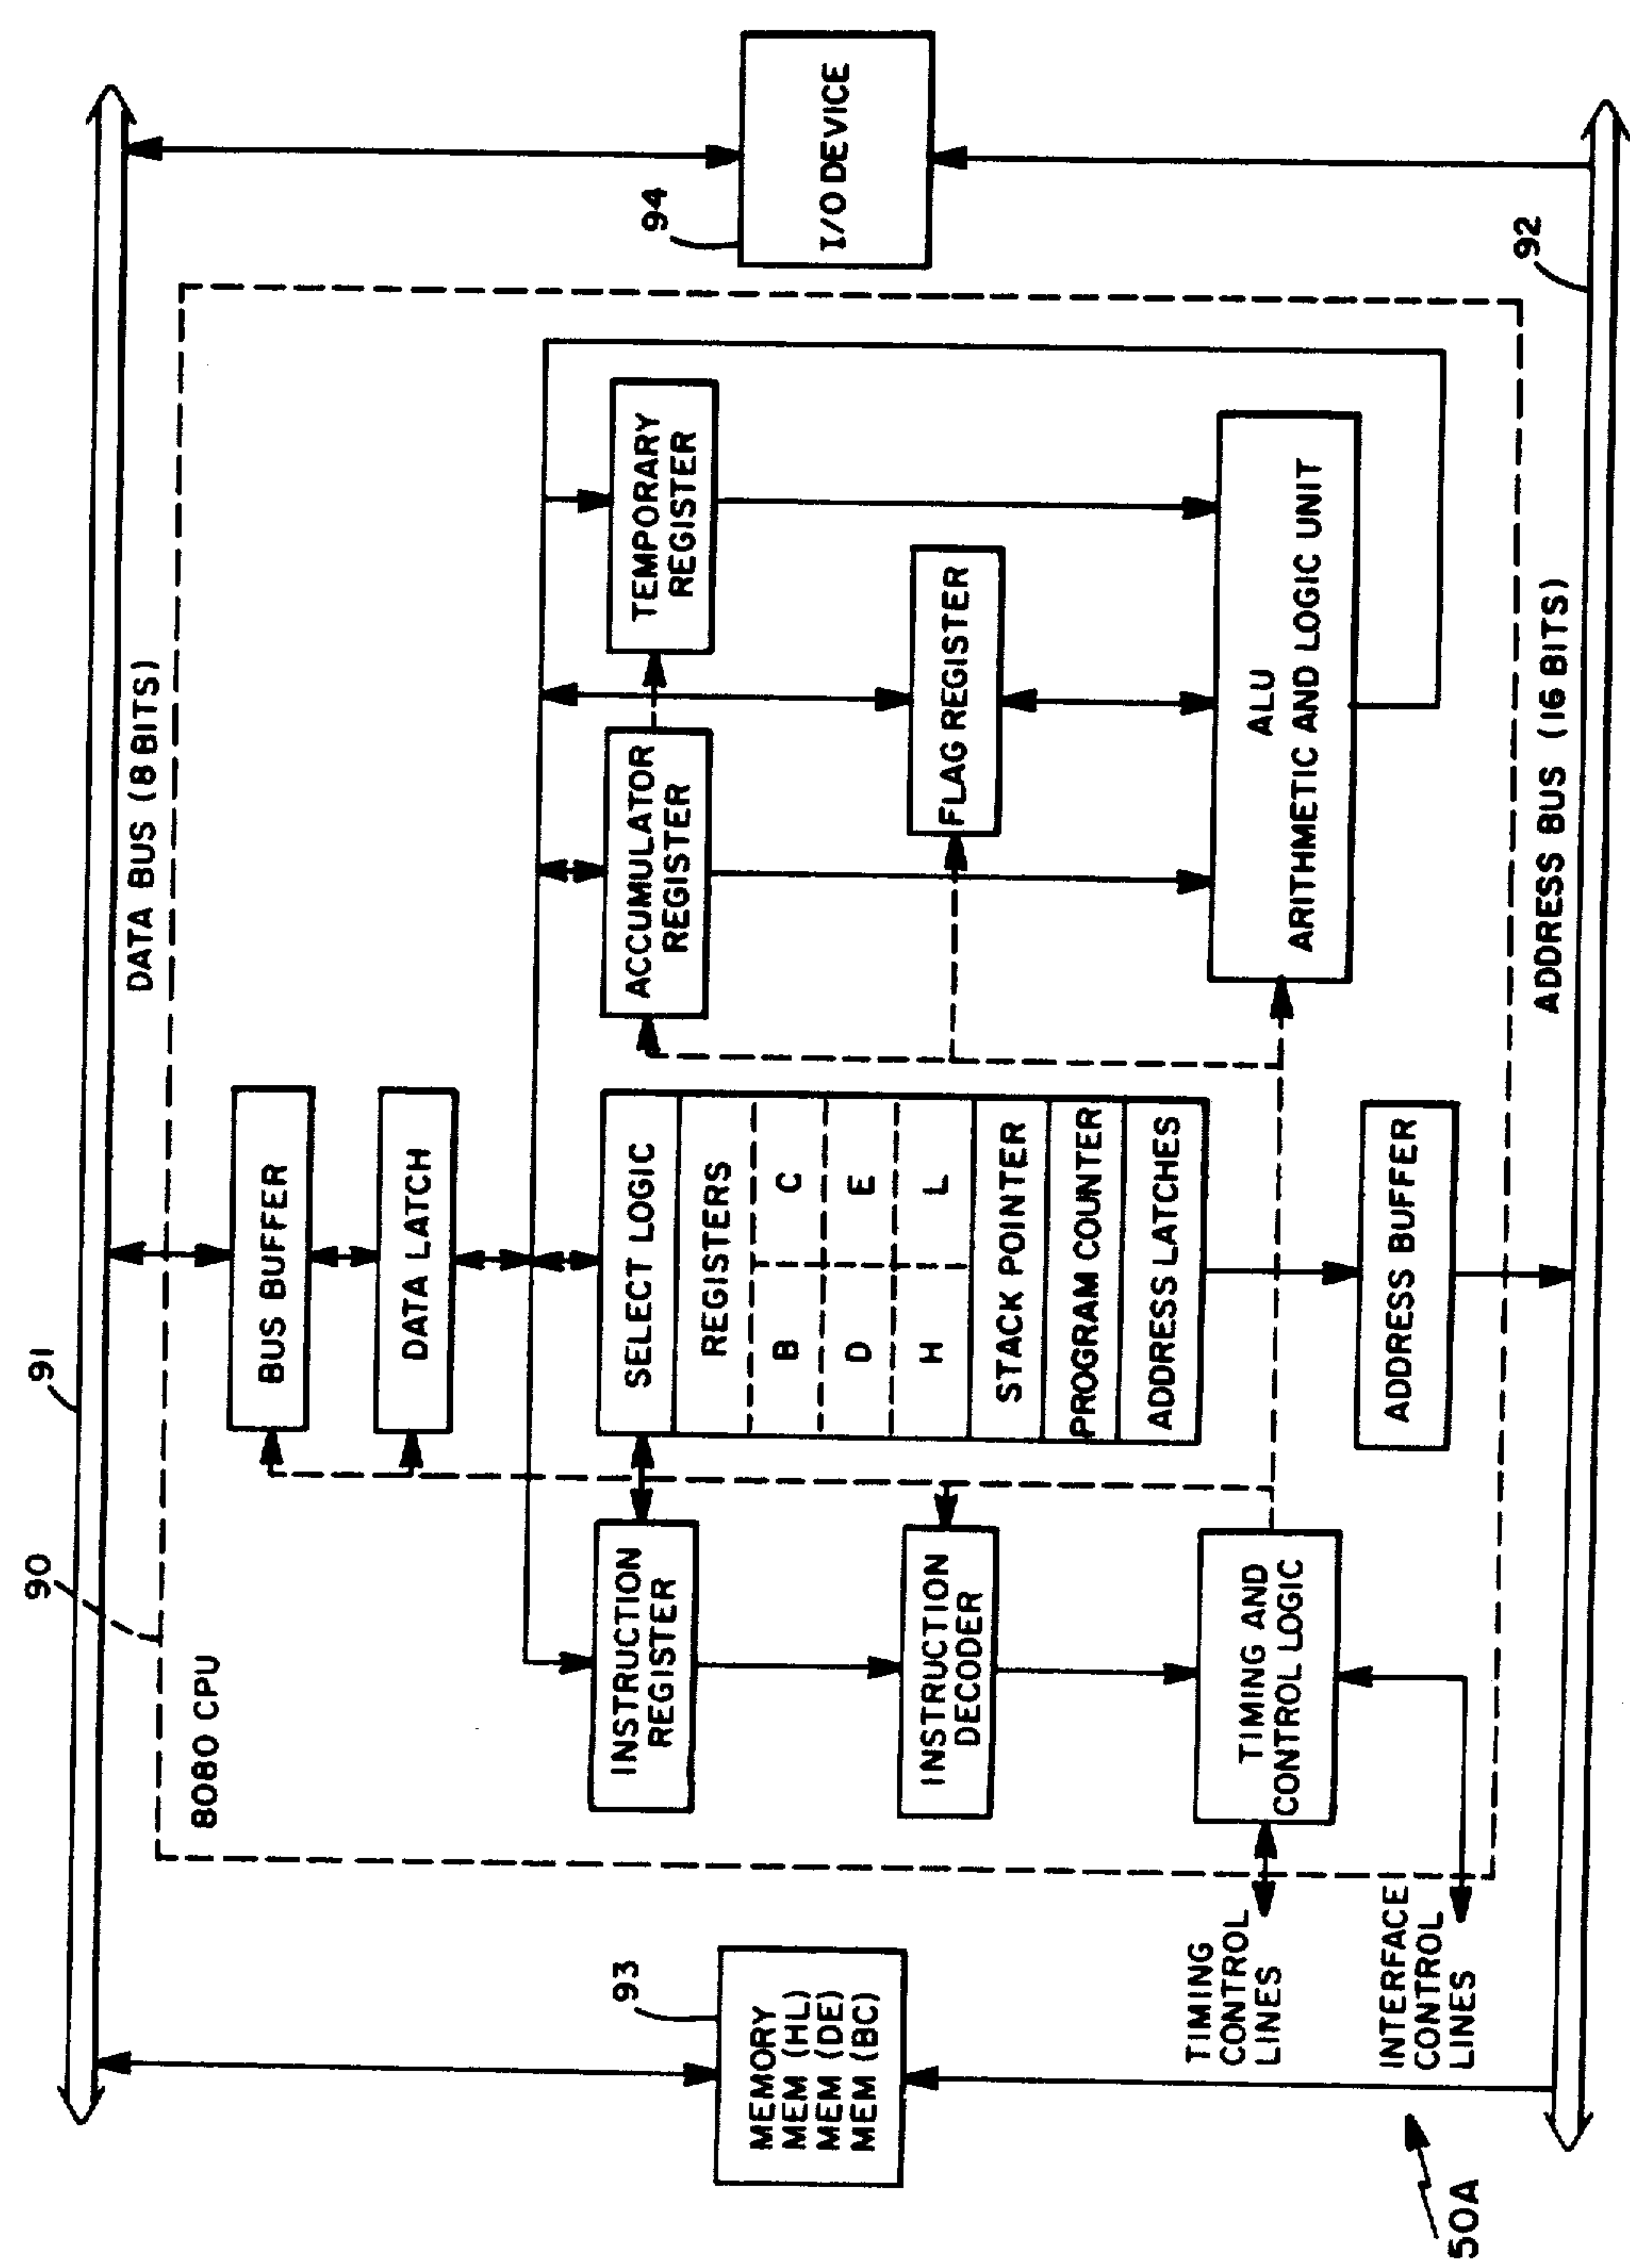 90
91
DATA BUS (8 BITS)
8080 CPU
BUS BUFFER
DATA LATCH
93
MEMORY
MEM (HL)
MEM (DE)
MEM (BC)
INSTRUCTION
REGISTER
SELECT LOGIC
REGISTERS
B C
D E
H L
STACK POINTER
PROGRAM COUNTER
ADDRESS LATCHES
ACCUMULATOR
REGISTER
TEMPORARY
REGISTER
94
I/O DEVICE
INSTRUCTION
DECODER
FLAG REGISTER
TIMING
CONTROL
LINES
TIMING AND
CONTROL LOGIC
ALU
ARITHMETIC AND LOGIC UNIT
INTERFACE
CONTROL
LINES
ADDRESS BUFFER
ADDRESS BUS (16 BITS)
92
50A